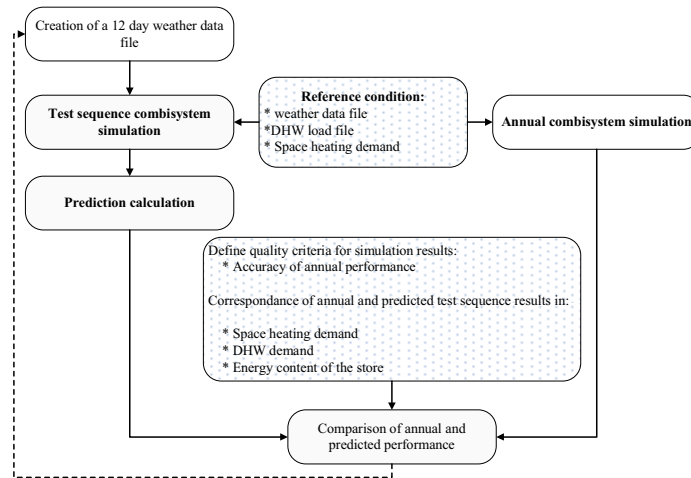 Creation of a 12 day weather data
file
Test sequence combisystem
simulation
Reference condition:
* weather data file
*DHW load file
* Space heating demand
Annual combisystem simulation
Prediction calculation
Define quality criteria for simulation results:
* Accuracy of annual performance
Correspondance of annual and predicted test sequence results in:
* Space heating demand
* DHW demand
* Energy content of the store
Comparison of annual and
predicted performance